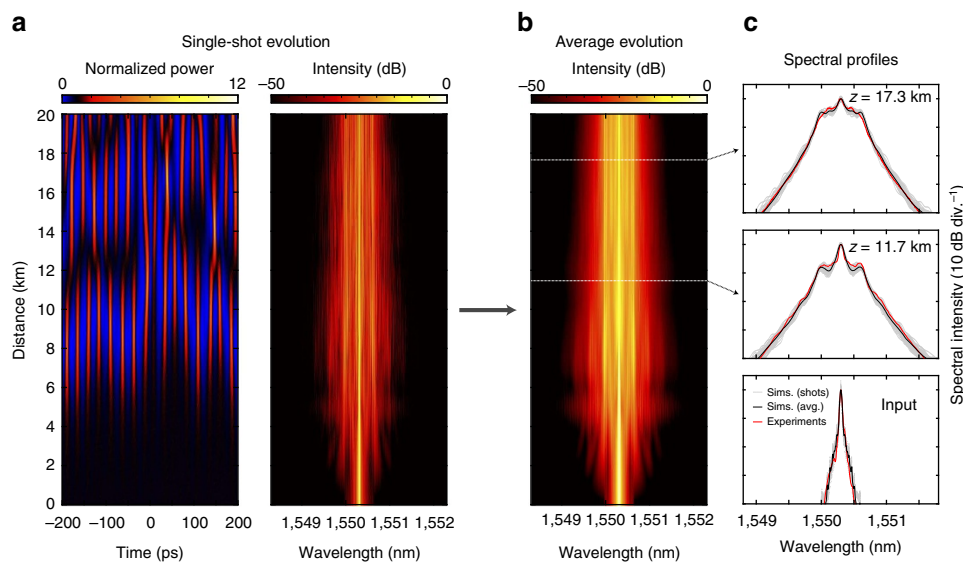 a
Single-shot evolution
Normalized power
0
12
Intensity (dB)
–50
0
Distance (km)
20
18
16
14
12
10
8
6
4
2
0
–200
–100
0
100
200
Time (ps)
1,549
1,550
1,551
1,552
Wavelength (nm)
b
Average evolution
Intensity (dB)
–50
0
1,549
1,550
1,551
1,552
Wavelength (nm)
c
Spectral profiles
z = 17.3 km
z = 11.7 km
Input
Sims. (shots)
Sims. (avg.)
Experiments
1,549
1,550
1,551
Wavelength (nm)
Spectral intensity (10 dB div.⁻¹)